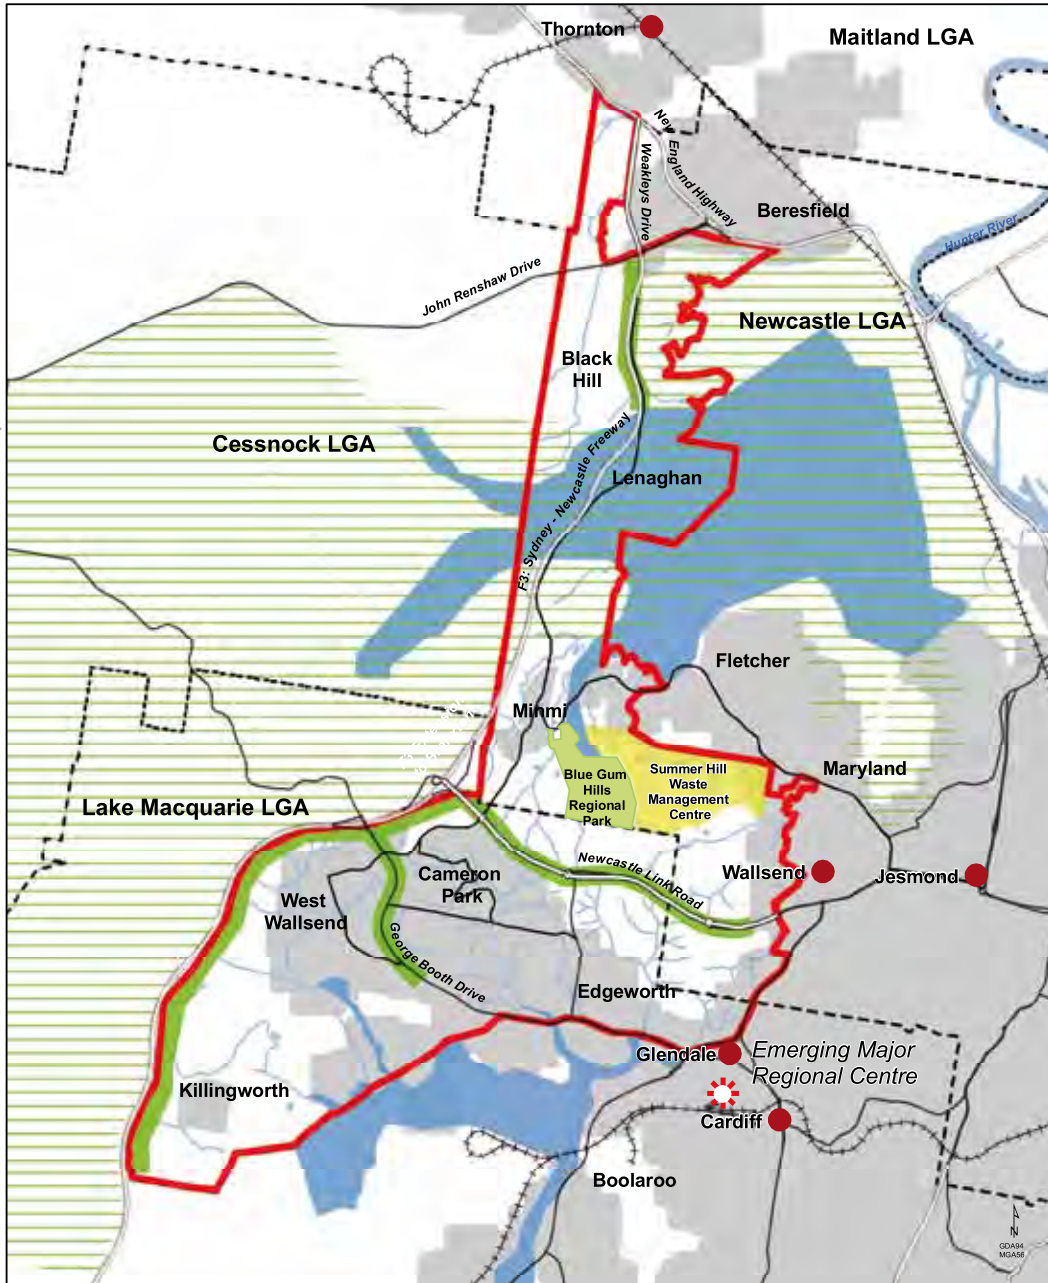 Thornton
Maitland LGA
New England Highway
Weakleys Drive
Beresfield
Hunter River
John Renshaw Drive
Newcastle LGA
Black
Hill
Cessnock LGA
F3: Sydney - Newcastle Freeway
Lenaghan
Fletcher
Minmi
Blue Gum
Hills
Regional
Park
Summer Hill
Waste
Management
Centre
Maryland
Lake Macquarie LGA
Newcastle Link Road
Cameron
Park
Wallsend
Jesmond
West
Wallsend
George Booth Drive
Edgeworth
Glendale
Emerging Major
Regional Centre
Killingworth
Cardiff
Boolaroo
N
GDA94
MGA56